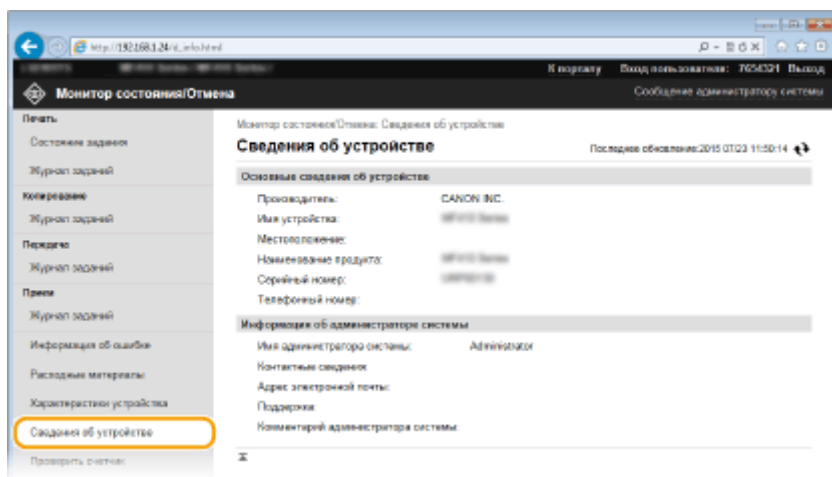 http://192.168.1.24/d_info.html
К порталу Вход пользователя: 7654321 Выход
Монитор состояния/Отмена
Сообщение администратору системы
Печать
Состояние задания
Журнал заданий
Копирование
Журнал заданий
Передача
Журнал заданий
Прием
Журнал заданий
Информация об ошибке
Расходные материалы
Характеристики устройства
Сведения об устройстве
Проверить счетчик
Монитор состояния/Отмена: Сведения об устройстве
Сведения об устройстве
Последнее обновление:2015 07/23 11:50:14
Основные сведения об устройстве
Производитель: CANON INC.
Имя устройства:
Местоположение:
Наименование продукта:
Серийный номер:
Телефонный номер:
Информация об администраторе системы
Имя администратора системы: Administrator
Контактные сведения:
Адрес электронной почты:
Поддержка:
Комментарий администратора системы: